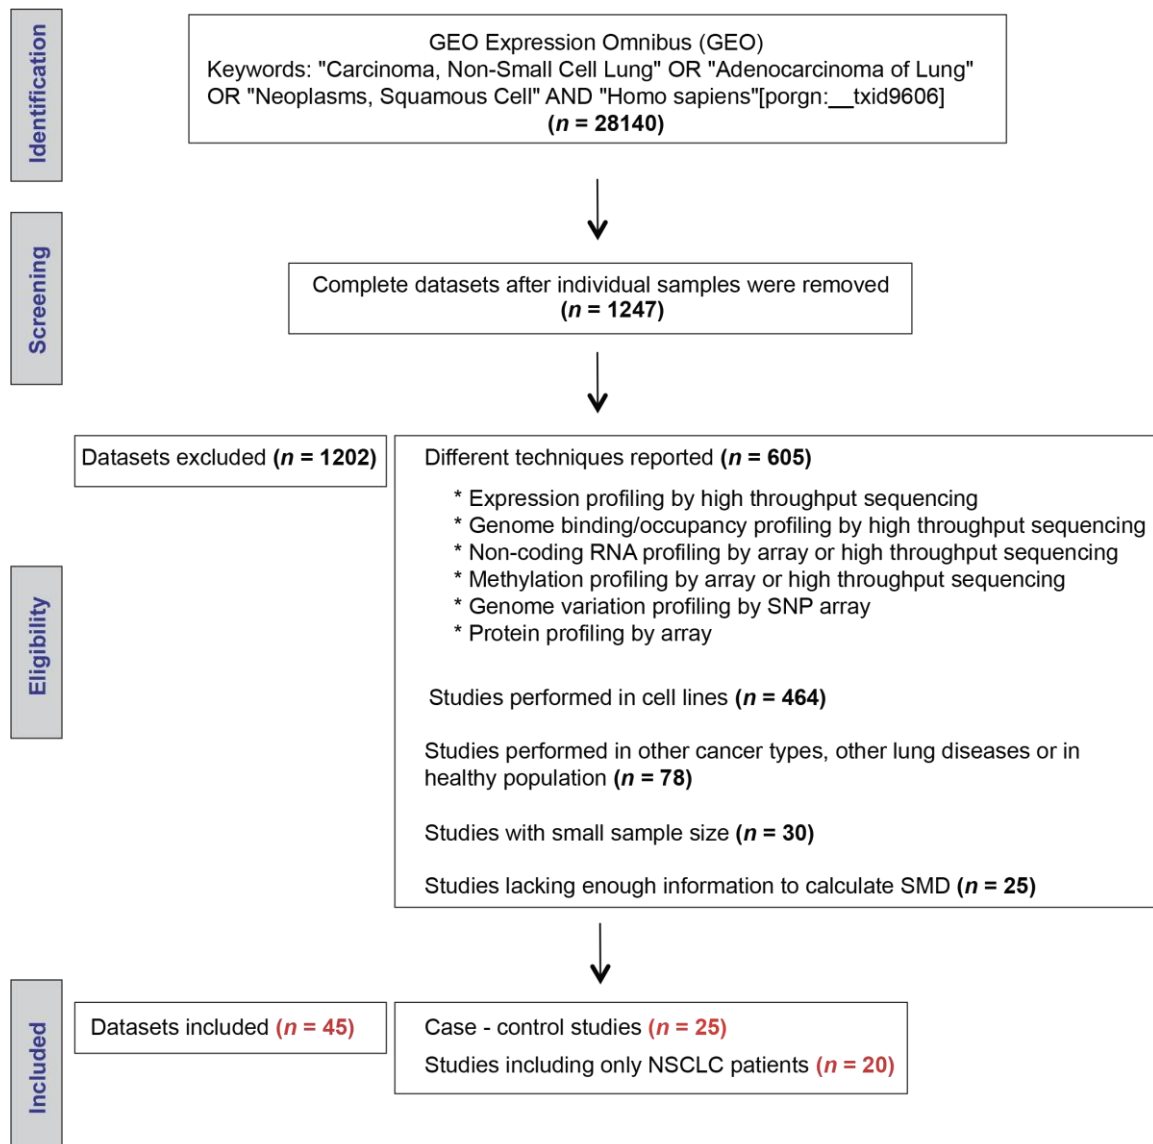 Identification
GEO Expression Omnibus (GEO)
Keywords: "Carcinoma, Non-Small Cell Lung" OR "Adenocarcinoma of Lung"
OR "Neoplasms, Squamous Cell" AND "Homo sapiens"[porgn:__txid9606]
(n = 28140)
Screening
Complete datasets after individual samples were removed
(n = 1247)
Eligibility
Datasets excluded (n = 1202)
Different techniques reported (n = 605)
* Expression profiling by high throughput sequencing
* Genome binding/occupancy profiling by high throughput sequencing
* Non-coding RNA profiling by array or high throughput sequencing
* Methylation profiling by array or high throughput sequencing
* Genome variation profiling by SNP array
* Protein profiling by array
Studies performed in cell lines (n = 464)
Studies performed in other cancer types, other lung diseases or in
healthy population (n = 78)
Studies with small sample size (n = 30)
Studies lacking enough information to calculate SMD (n = 25)
Included
Datasets included (n = 45)
Case - control studies (n = 25)
Studies including only NSCLC patients (n = 20)